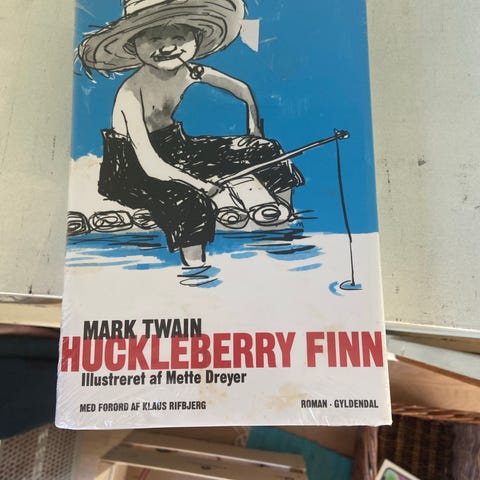 MARK TWAIN
HUCKLEBERRY FINN
Illustreret af Mette Dreyer
MED FORORD AF KLAUS RIFBJERG
ROMAN · GYLDENDAL